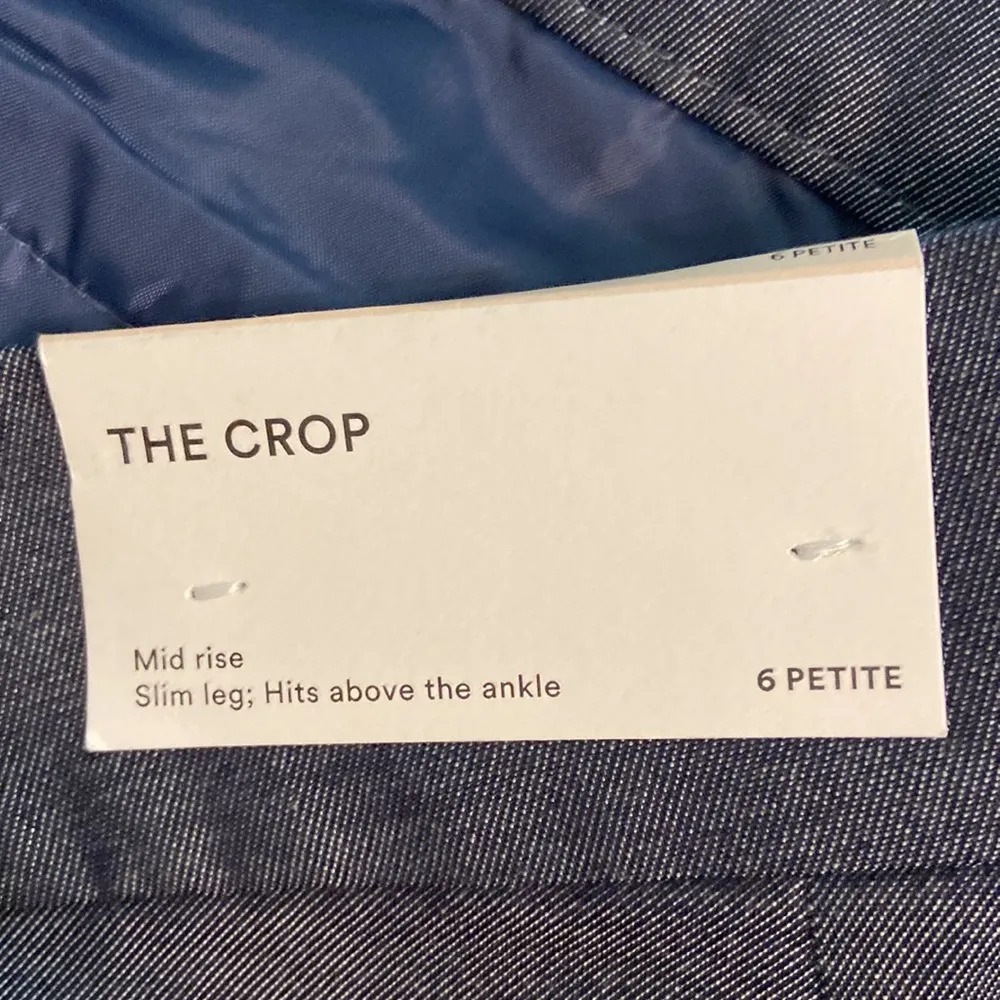 6 PETITE
THE CROP
Mid rise
Slim leg; Hits above the ankle
6 PETITE